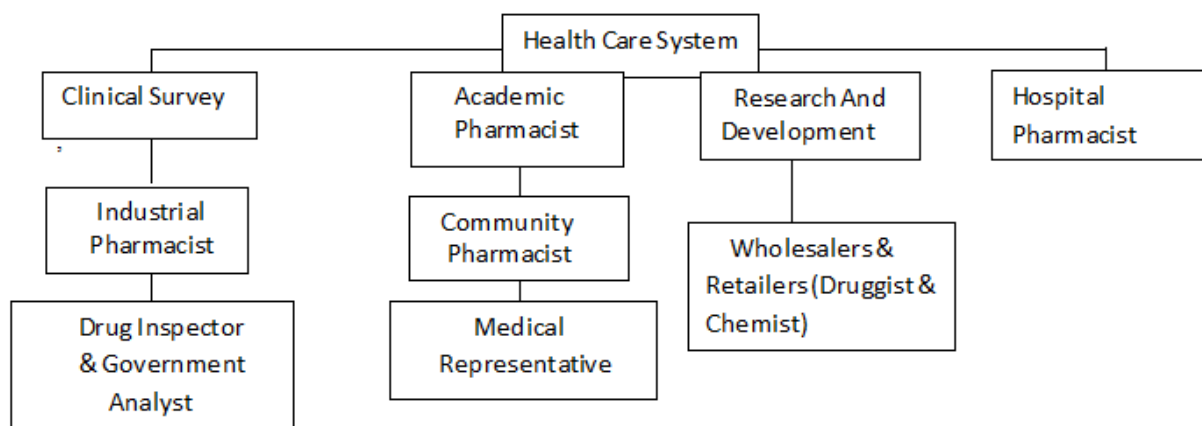 Health Care System
Clinical Survey
,
Academic
Pharmacist
Research And
Development
Hospital
Pharmacist
Industrial
Pharmacist
Community
Pharmacist
Wholesalers &
Retailers (Druggist &
Chemist)
Drug Inspector
& Government
Analyst
Medical
Representative